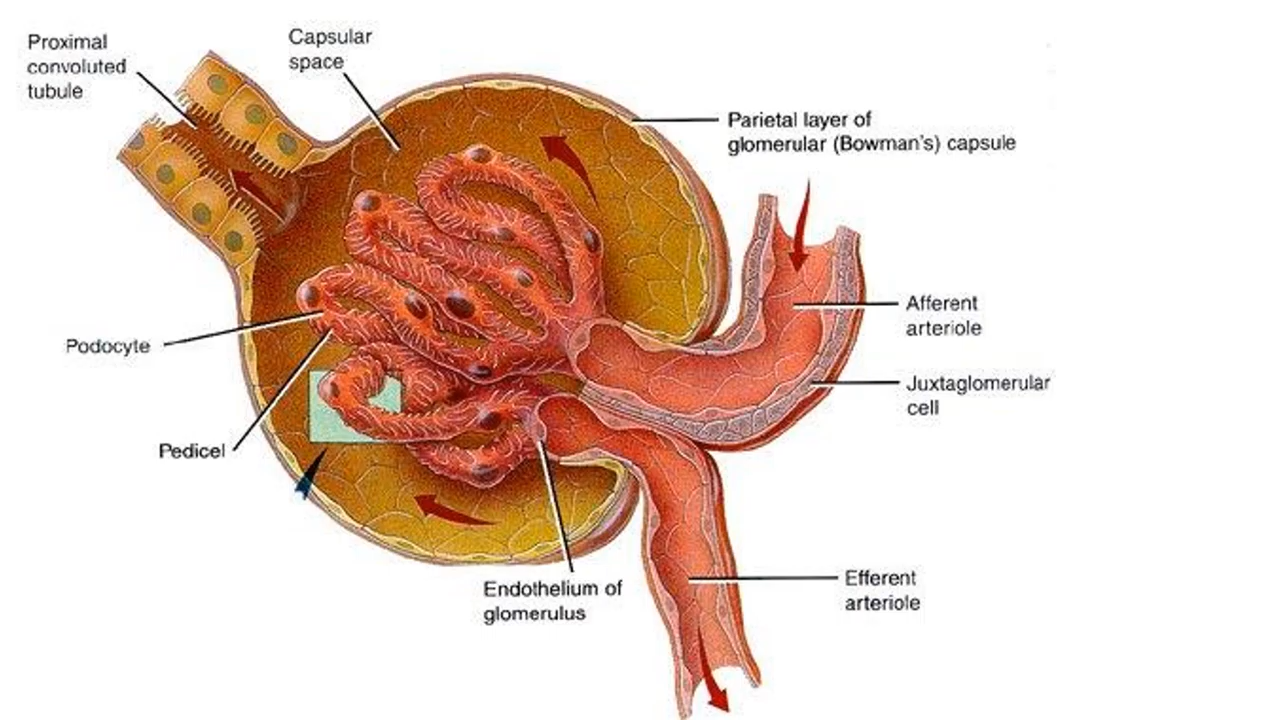 Proximal
convoluted
tubule
Capsular
space
Parietal layer of
glomerular (Bowman's) capsule
Afferent
arteriole
Podocyte
Juxtaglomerular
cell
Pedicel
Endothelium of
glomerulus
Efferent
arteriole